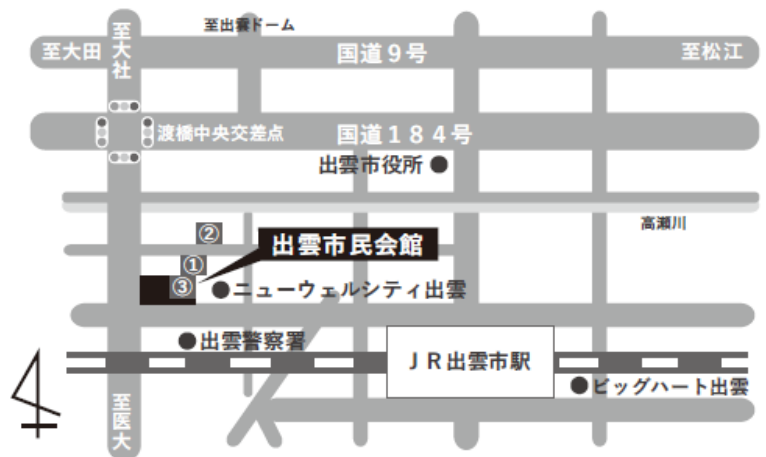 至出雲ドーム
至大田
至大社
国道9号
至松江
渡橋中央交差点
国道184号
出雲市役所
高瀬川
②
出雲市民会館
①
③
ニューウェルシティ出雲
出雲警察署
JR出雲市駅
ビッグハート出雲
至医大